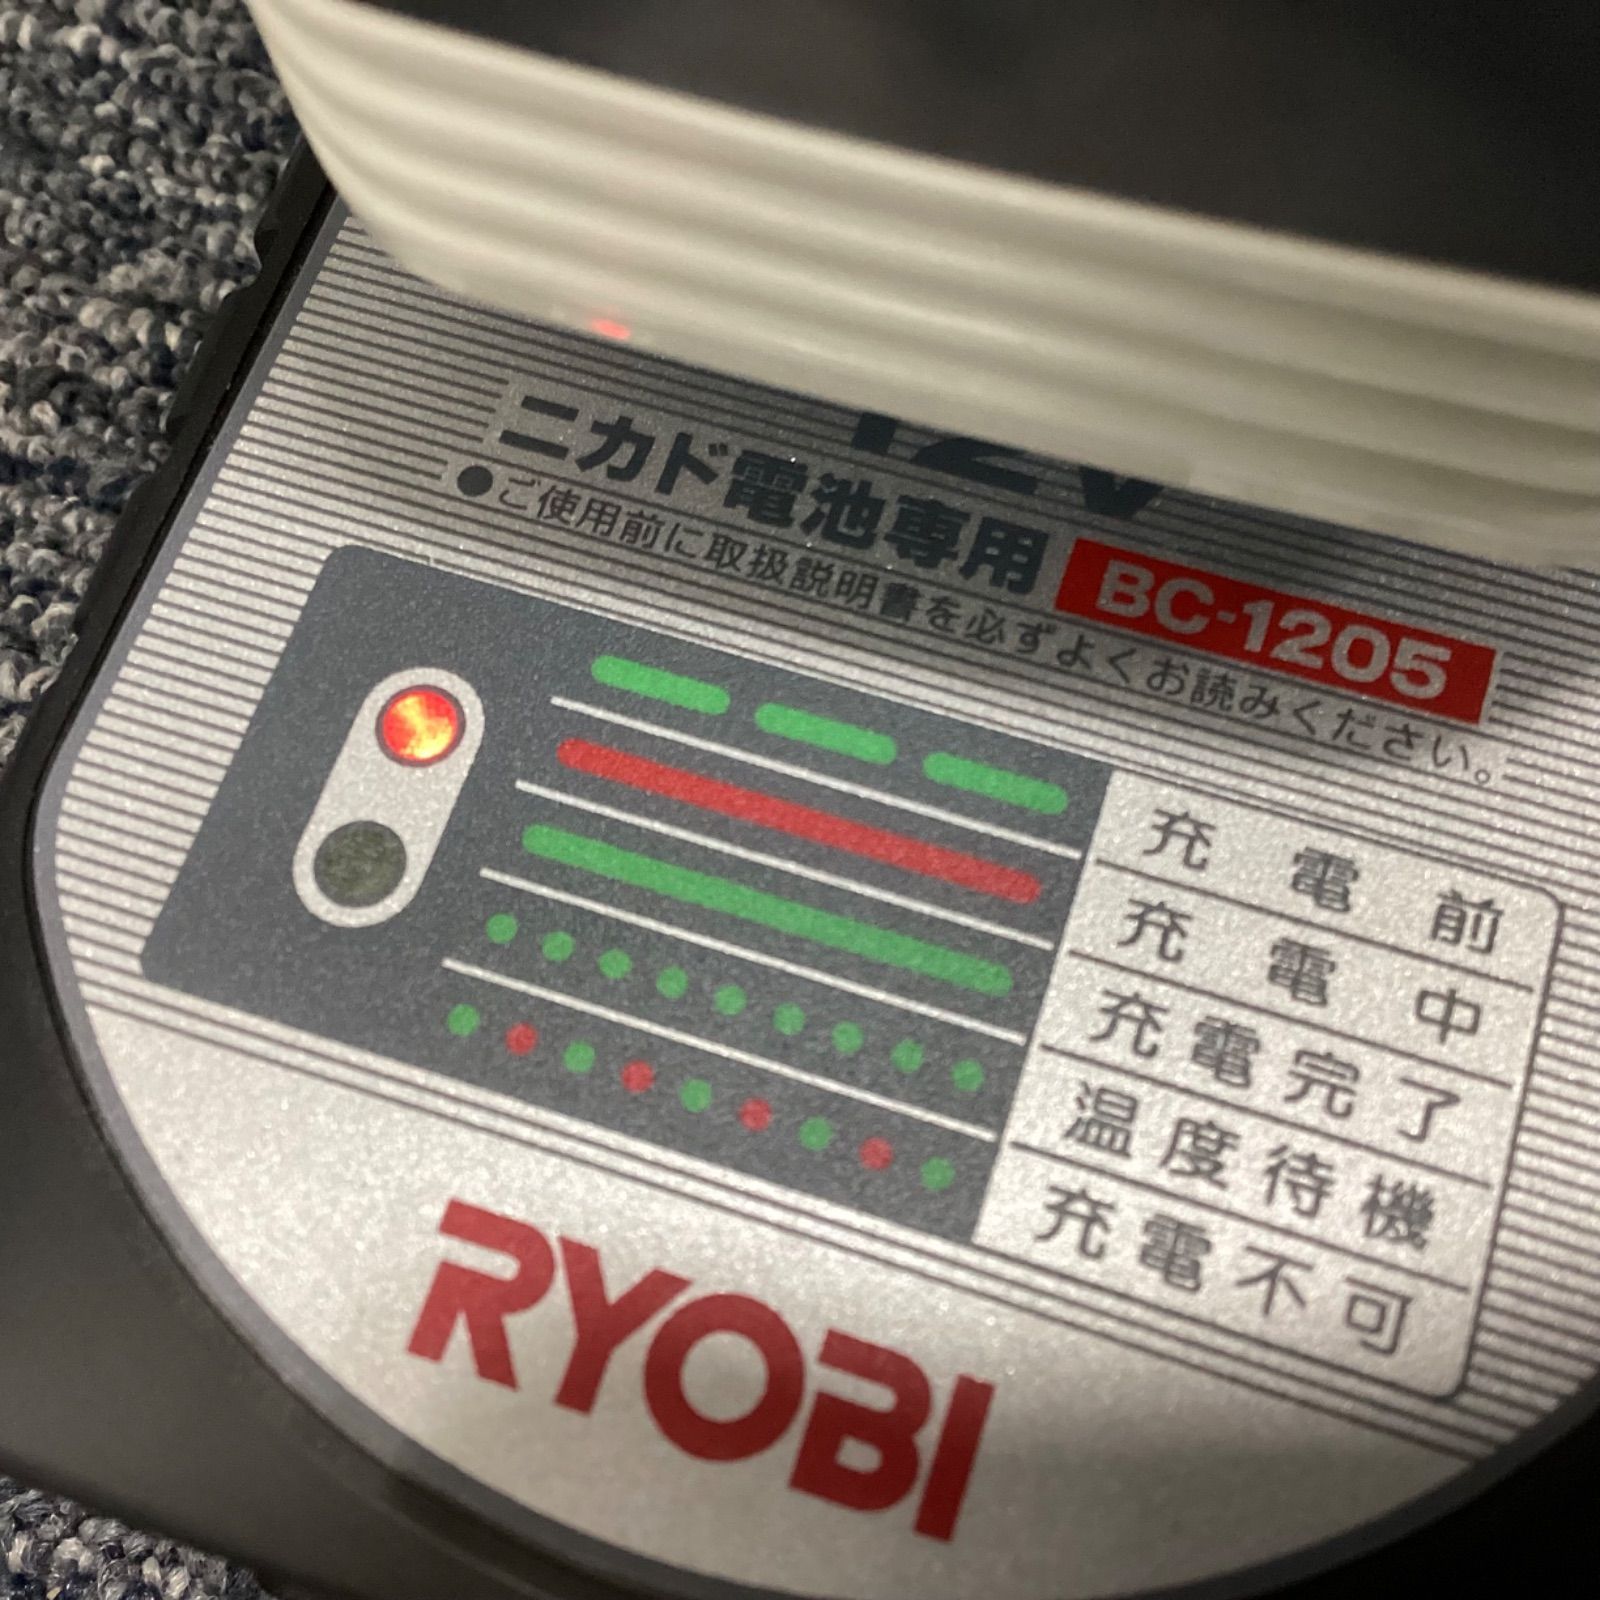 12V
ニカド電池専用 BC-1205
●ご使用前に取扱説明書を必ずよくお読みください。
充電前
充電中
充電完了
温度待機
充電不可
RYOBI